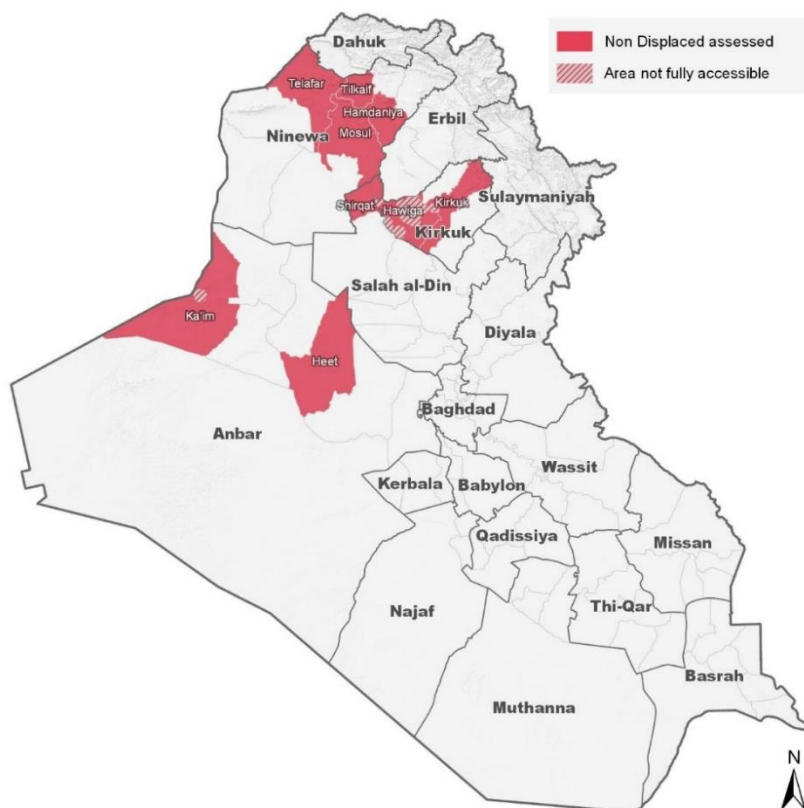 Dahuk
Non Displaced assessed
Area not fully accessible
Telafar
Tilkaif
Hamdaniya
Erbil
Ninewa
Mosul
Shirqat
Hawiga
Kirkuk
Sulaymaniyah
Kirkuk
Salah al-Din
Ka'im
Diyala
Heet
Baghdad
Anbar
Wassit
Kerbala
Babylon
Qadissiya
Missan
Najaf
Thi-Qar
Basrah
Muthanna
N